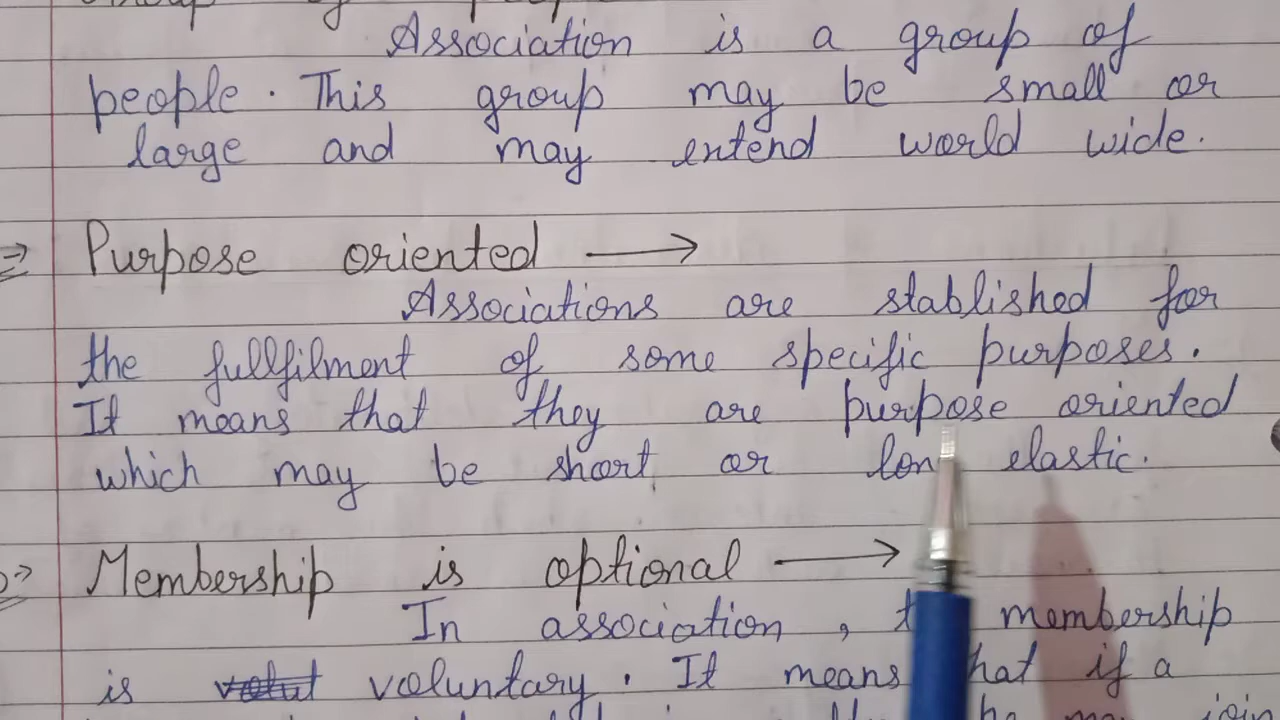 Association is a group of
people. This group may be small or
large and may extend world wide.
Purpose oriented →
Associations are stablished for
the fullfilment of some specific purposes.
It means that they are purpose oriented
which may be short or elastic.
Membership is optional →
In association, membership
is voluntary. It means if a